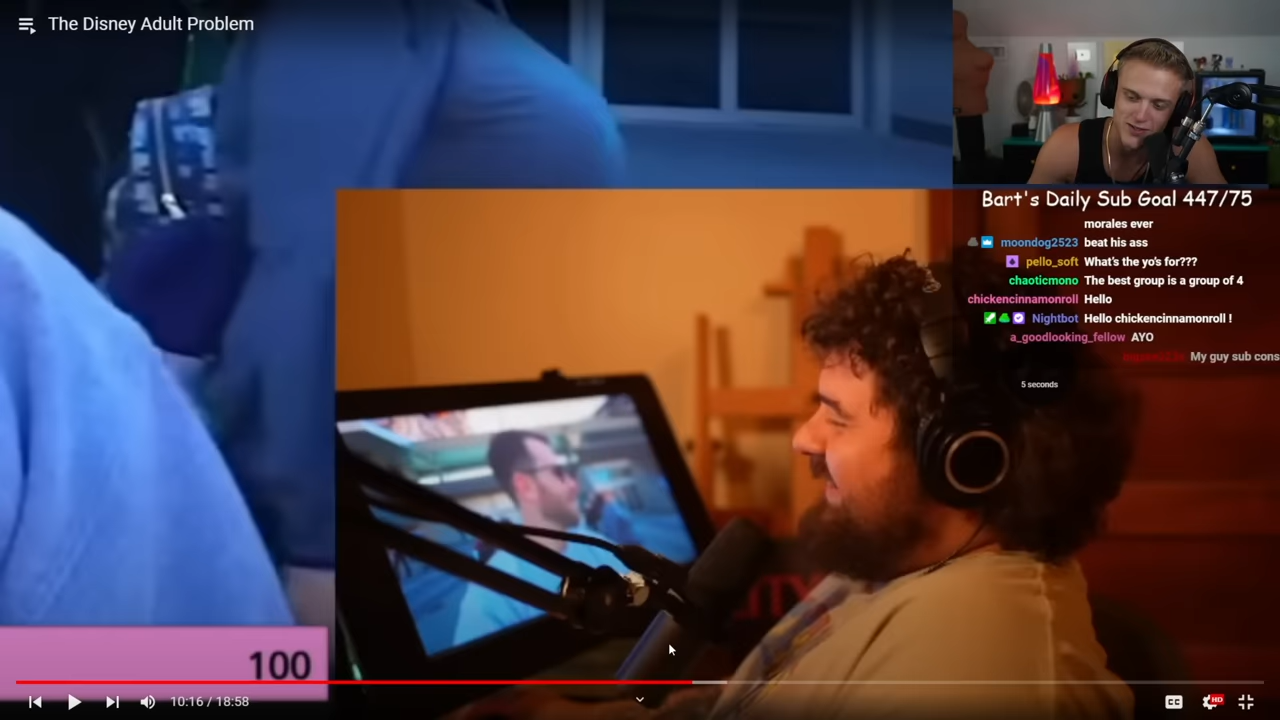 The Disney Adult Problem
Bart's Daily Sub Goal 447/75
morales ever
moondog2523 beat his ass
pello_soft What's the yo's for???
chaoticmono The best group is a group of 4
chickencinnamonroll Hello
Nightbot Hello chickencinnamonroll !
a_goodlooking_fellow AYO
My guy sub cons
5 seconds
100
10:16 / 18:58
CC
HD